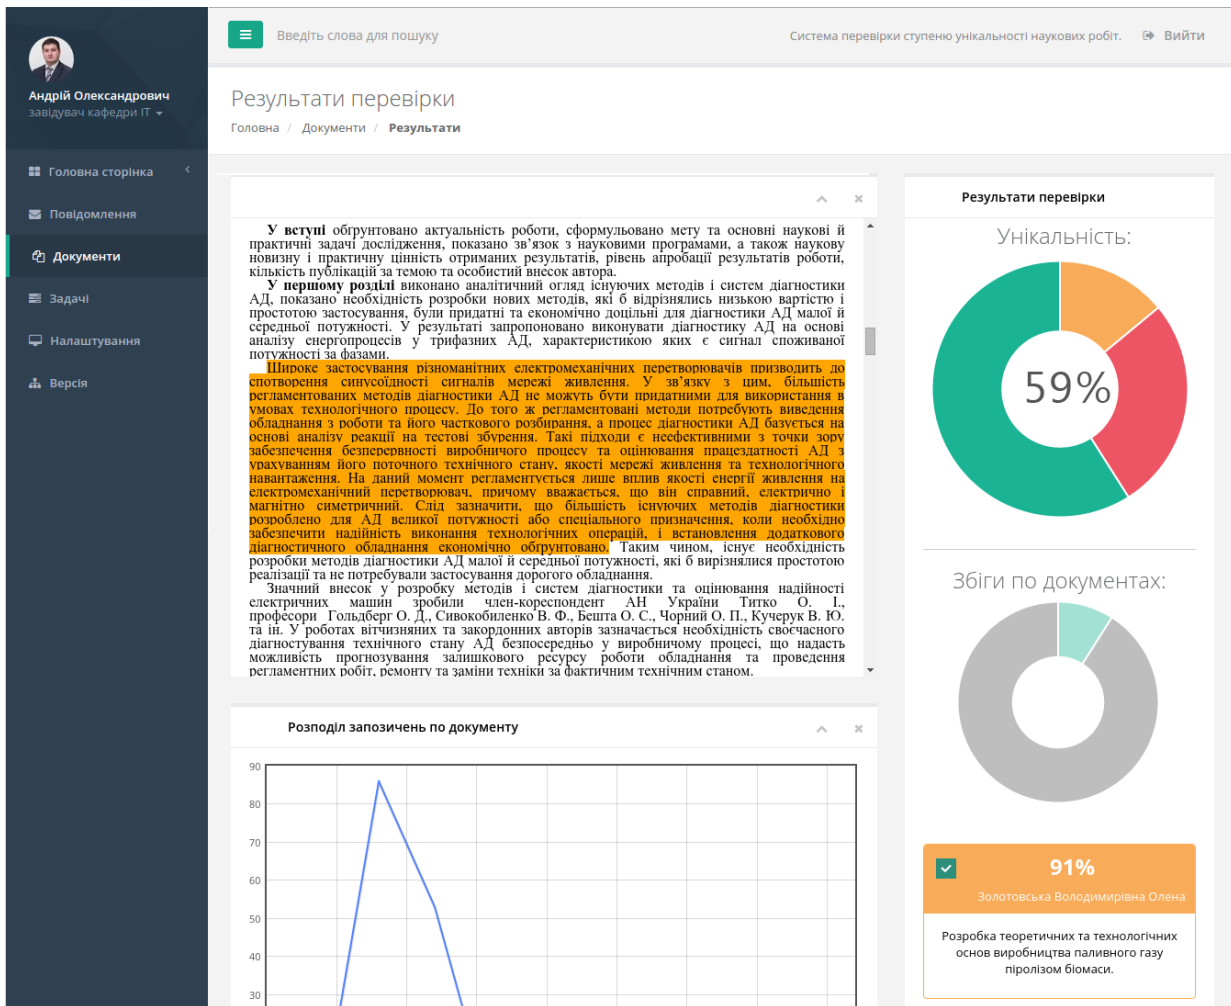 Андрій Олександрович
завідувач кафедри ІТ
Головна сторінка
Повідомлення
Документи
Задачі
Налаштування
Версія
Введіть слова для пошуку
Система перевірки ступеню унікальності наукових робіт.
Вийти
Результати перевірки
Головна / Документи / Результати
У вступі обґрунтовано актуальність роботи, сформульовано мету та основні наукові й
практичні задачі дослідження, показано зв’язок з науковими програмами, а також наукову
новизну і практичну цінність отриманих результатів, рівень апробації результатів роботи,
кількість публікацій за темою та особистий внесок автора.
У першому розділі виконано аналітичний огляд існуючих методів і систем діагностики
АД, показано необхідність розробки нових методів, які б відрізнялись низькою вартістю і
простотою застосування, були придатні та економічно доцільні для діагностики АД малої й
середньої потужності. У результаті запропоновано виконувати діагностику АД на основі
аналізу енергопроцесів у трифазних АД, характеристикою яких є сигнал споживаної
потужності за фазами.
Широке застосування різноманітних електромеханічних перетворювачів призводить до
спотворення синусоїдності сигналів мережі живлення. У зв’язку з цим, більшість
регламентованих методів діагностики АД не можуть бути придатними для використання в
умовах технологічного процесу. До того ж регламентовані методи потребують виведення
обладнання з роботи та його часткового розбирання, а процес діагностики АД базується на
основі аналізу реакції на тестові збурення. Такі підходи є неефективними з точки зору
забезпечення безперервності виробничого процесу та оцінювання працездатності АД з
урахуванням його поточного технічного стану, якості мережі живлення та технологічного
навантаження. На даний момент регламентується лише вплив якості енергії живлення на
електромеханічний перетворювач, причому вважається, що він справний, електрично і
магнітно симетричний. Слід зазначити, що більшість існуючих методів діагностики
розроблено для АД великої потужності або спеціального призначення, коли необхідно
забезпечити надійність виконання технологічних операцій, і встановлення додаткового
діагностичного обладнання економічно обґрунтовано. Таким чином, існує необхідність
розробки методів діагностики АД малої й середньої потужності, які б вирізнялися простотою
реалізації та не потребували застосування дорогого обладнання.
Значний внесок у розробку методів і систем діагностики та оцінювання надійності
електричних машин зробили член-кореспондент АН України Титко О. І.,
професори Гольдберг О. Д., Сивокобиленко В. Ф., Бешта О. С., Чорний О. П., Кучерук В. Ю.
та ін. У роботах вітчизняних та закордонних авторів зазначається необхідність своєчасного
діагностування технічного стану АД безпосередньо у виробничому процесі, що надасть
можливість прогнозування залишкового ресурсу роботи обладнання та проведення
регламентних робіт, ремонту та заміни техніки за фактичним технічним станом.
Розподіл запозичень по документу
90
80
70
60
50
40
30
Результати перевірки
Унікальність:
59%
Збіги по документах:
91%
Золотовська Володимирівна Олена
Розробка теоретичних та технологічних
основ виробництва паливного газу
піролізом біомаси.